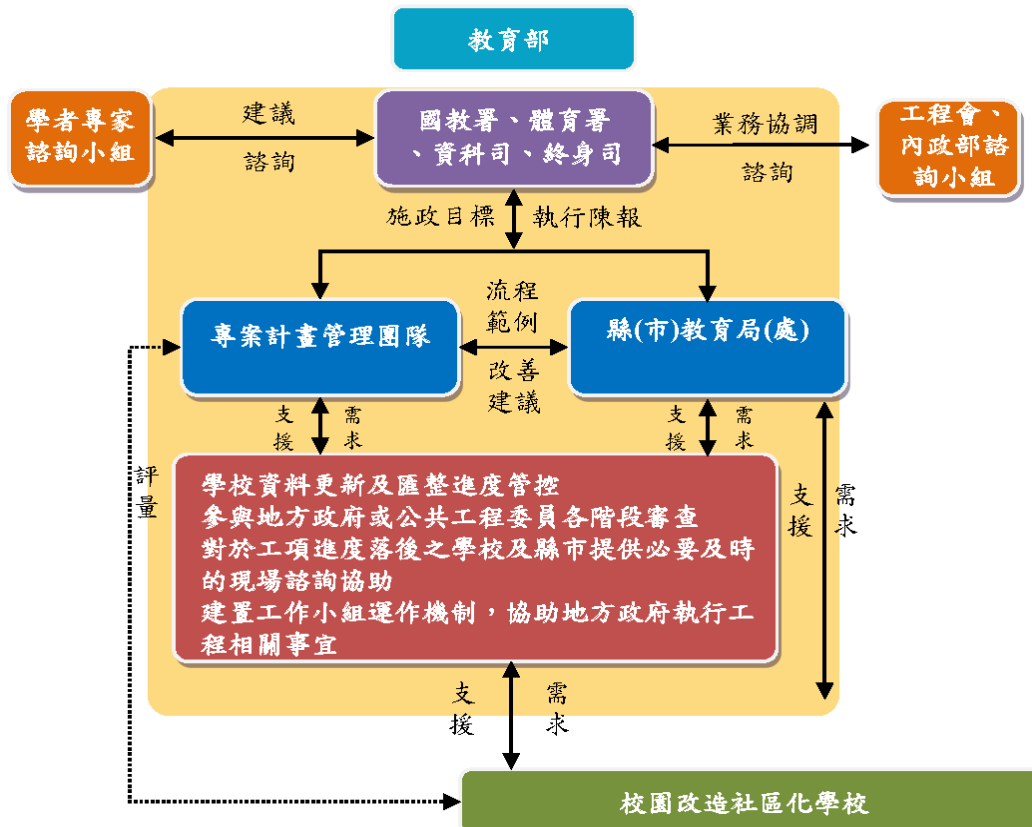 教育部
學者專家
諮詢小組
建議
諮詢
國教署、體育署
、資科司、終身司
業務協調
諮詢
工程會、
內政部諮
詢小組
施政目標
執行陳報
專案計畫管理團隊
流程
範例
改善
建議
縣(市)教育局(處)
支援
需求
支援
需求
評量
學校資料更新及匯整進度管控
參與地方政府或公共工程委員各階段審查
對於工項進度落後之學校及縣市提供必要及時
的現場諮詢協助
建置工作小組運作機制，協助地方政府執行工
程相關事宜
支援
需求
支援
需求
校園改造社區化學校